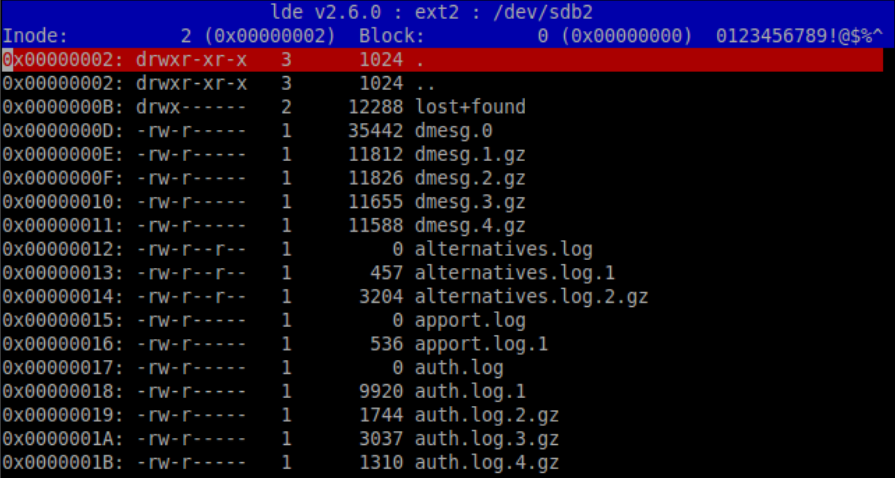 lde v2.6.0 : ext2 : /dev/sdb2
Inode: 2 (0x00000002) Block: 0 (0x00000000) 0123456789!@$%^
0x00000002: drwxr-xr-x 3 1024 .
0x00000002: drwxr-xr-x 3 1024 ..
0x0000000B: drwx------ 2 12288 lost+found
0x0000000D: -rw-r----- 1 35442 dmesg.0
0x0000000E: -rw-r----- 1 11812 dmesg.1.gz
0x0000000F: -rw-r----- 1 11826 dmesg.2.gz
0x00000010: -rw-r----- 1 11655 dmesg.3.gz
0x00000011: -rw-r----- 1 11588 dmesg.4.gz
0x00000012: -rw-r--r-- 1 0 alternatives.log
0x00000013: -rw-r--r-- 1 457 alternatives.log.1
0x00000014: -rw-r--r-- 1 3204 alternatives.log.2.gz
0x00000015: -rw-r----- 1 0 apport.log
0x00000016: -rw-r----- 1 536 apport.log.1
0x00000017: -rw-r----- 1 0 auth.log
0x00000018: -rw-r----- 1 9920 auth.log.1
0x00000019: -rw-r----- 1 1744 auth.log.2.gz
0x0000001A: -rw-r----- 1 3037 auth.log.3.gz
0x0000001B: -rw-r----- 1 1310 auth.log.4.gz